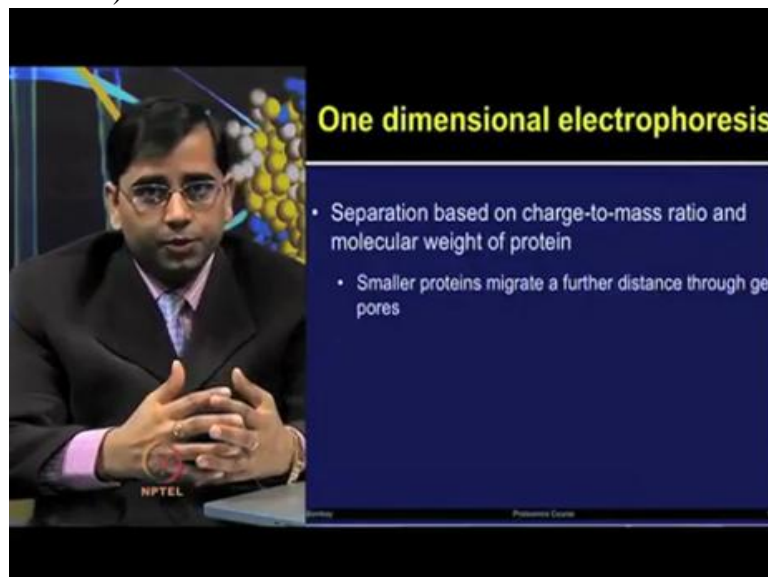 One dimensional electrophoresis
• Separation based on charge-to-mass ratio and
molecular weight of protein
• Smaller proteins migrate a further distance through ge
pores
NPTEL
Bombay
Proteomics Course